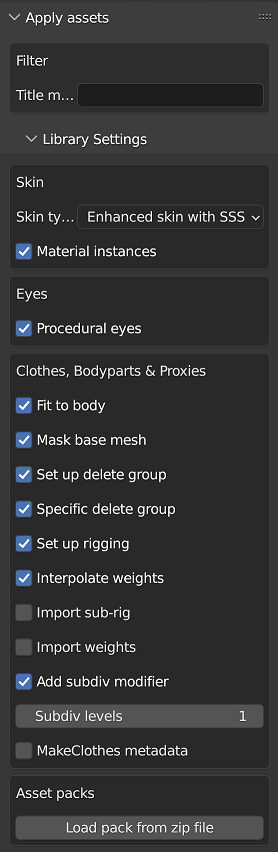 Apply assets
Filter
Title m...
Library Settings
Skin
Skin ty... Enhanced skin with SSS
Material instances
Eyes
Procedural eyes
Clothes, Bodyparts & Proxies
Fit to body
Mask base mesh
Set up delete group
Specific delete group
Set up rigging
Interpolate weights
Import sub-rig
Import weights
Add subdiv modifier
Subdiv levels 1
MakeClothes metadata
Asset packs
Load pack from zip file